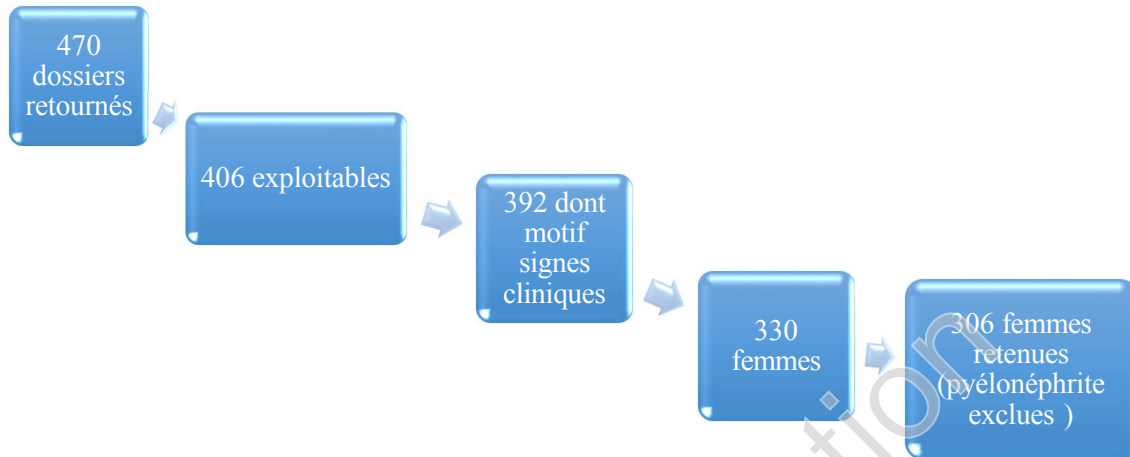 470
dossiers
retournés
406 exploitables
392 dont
motif
signes
cliniques
330
femmes
306 femmes
retenues
(pyélonéphrite
exclues )